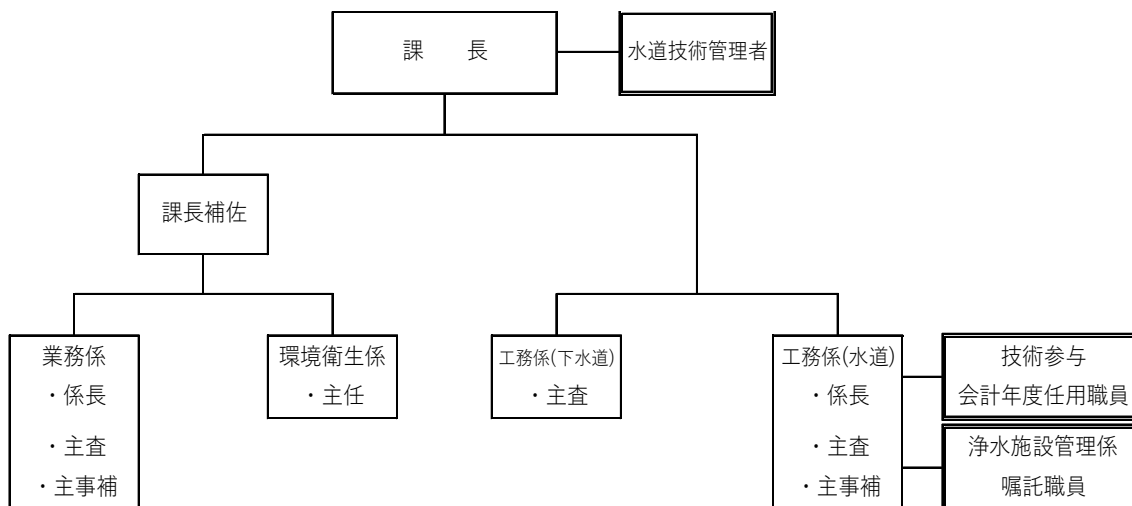 課　　長
水道技術管理者
課長補佐
業務係
・係長
・主査
・主事補
環境衛生係
・主任
工務係(下水道)
・主査
工務係(水道)
・係長
・主査
・主事補
技術参与
会計年度任用職員
浄水施設管理係
嘱託職員